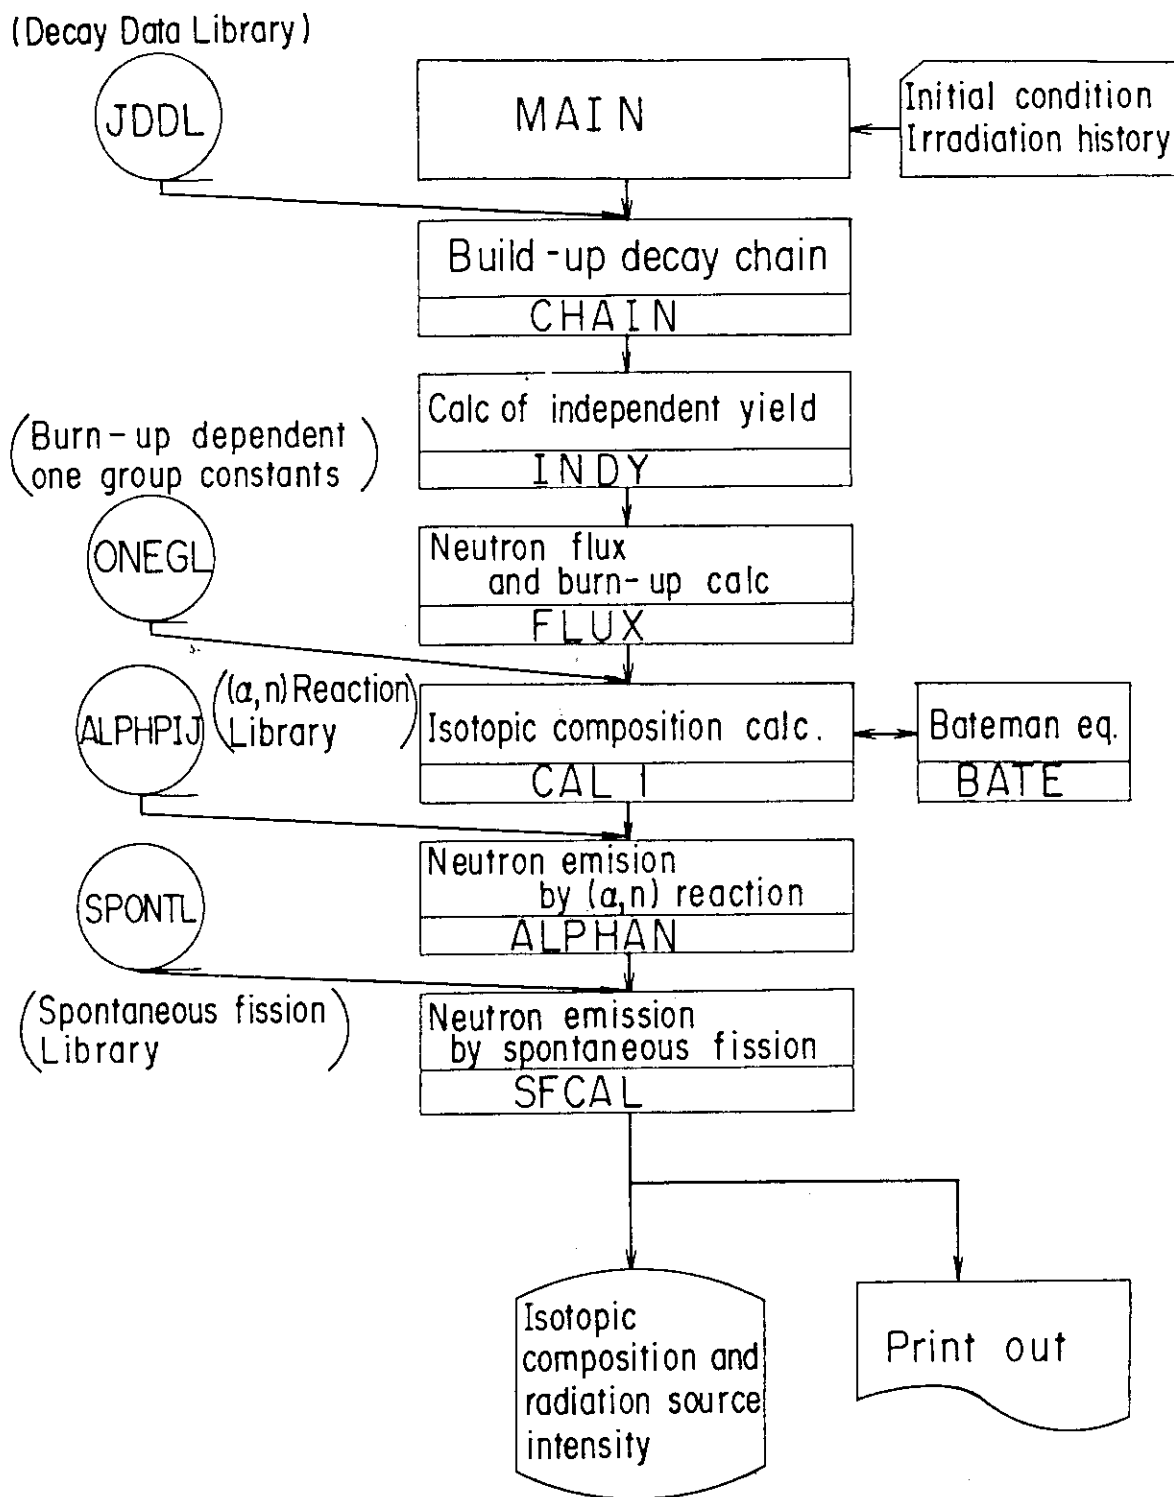 (Decay Data Library)
JDDL
MAIN
Initial condition
Irradiation history
Build-up decay chain
CHAIN
Calc of independent yield
INDY
(Burn-up dependent
one group constants)
ONEGL
Neutron flux
and burn-up calc
FLUX
ALPHPIJ
((α,n) Reaction
Library)
Isotopic composition calc.
CAL 1
Bateman eq.
BATE
Neutron emision
by (α,n) reaction
ALPHAN
SPONTL
(Spontaneous fission
Library)
Neutron emission
by spontaneous fission
SFCAL
Isotopic
composition and
radiation source
intensity
Print out